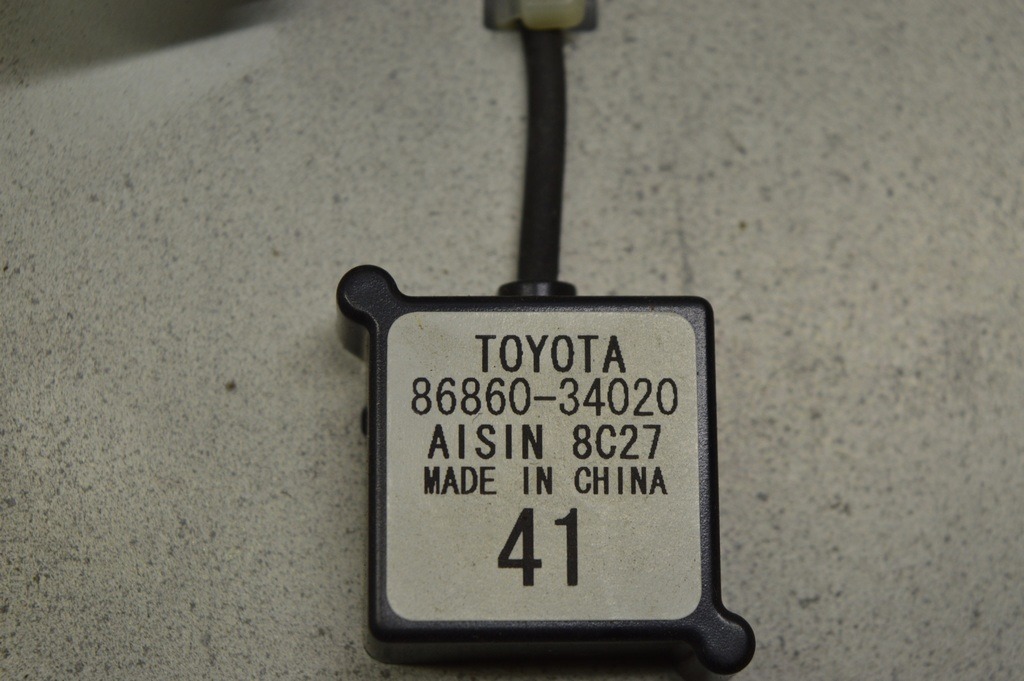 TOYOTA
86860-34020
AISIN 8C27
MADE IN CHINA
41